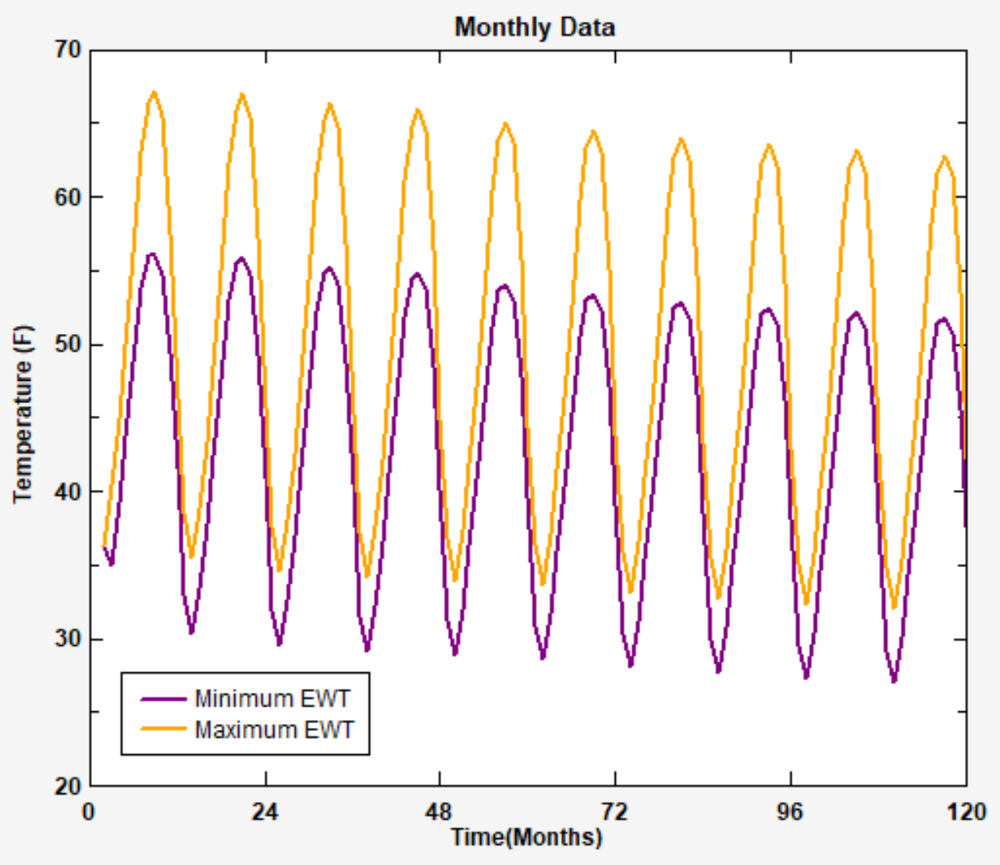 Monthly Data
70
60
50
40
30
20
Temperature (F)
Minimum EWT
Maximum EWT
0 24 48 72 96 120
Time(Months)